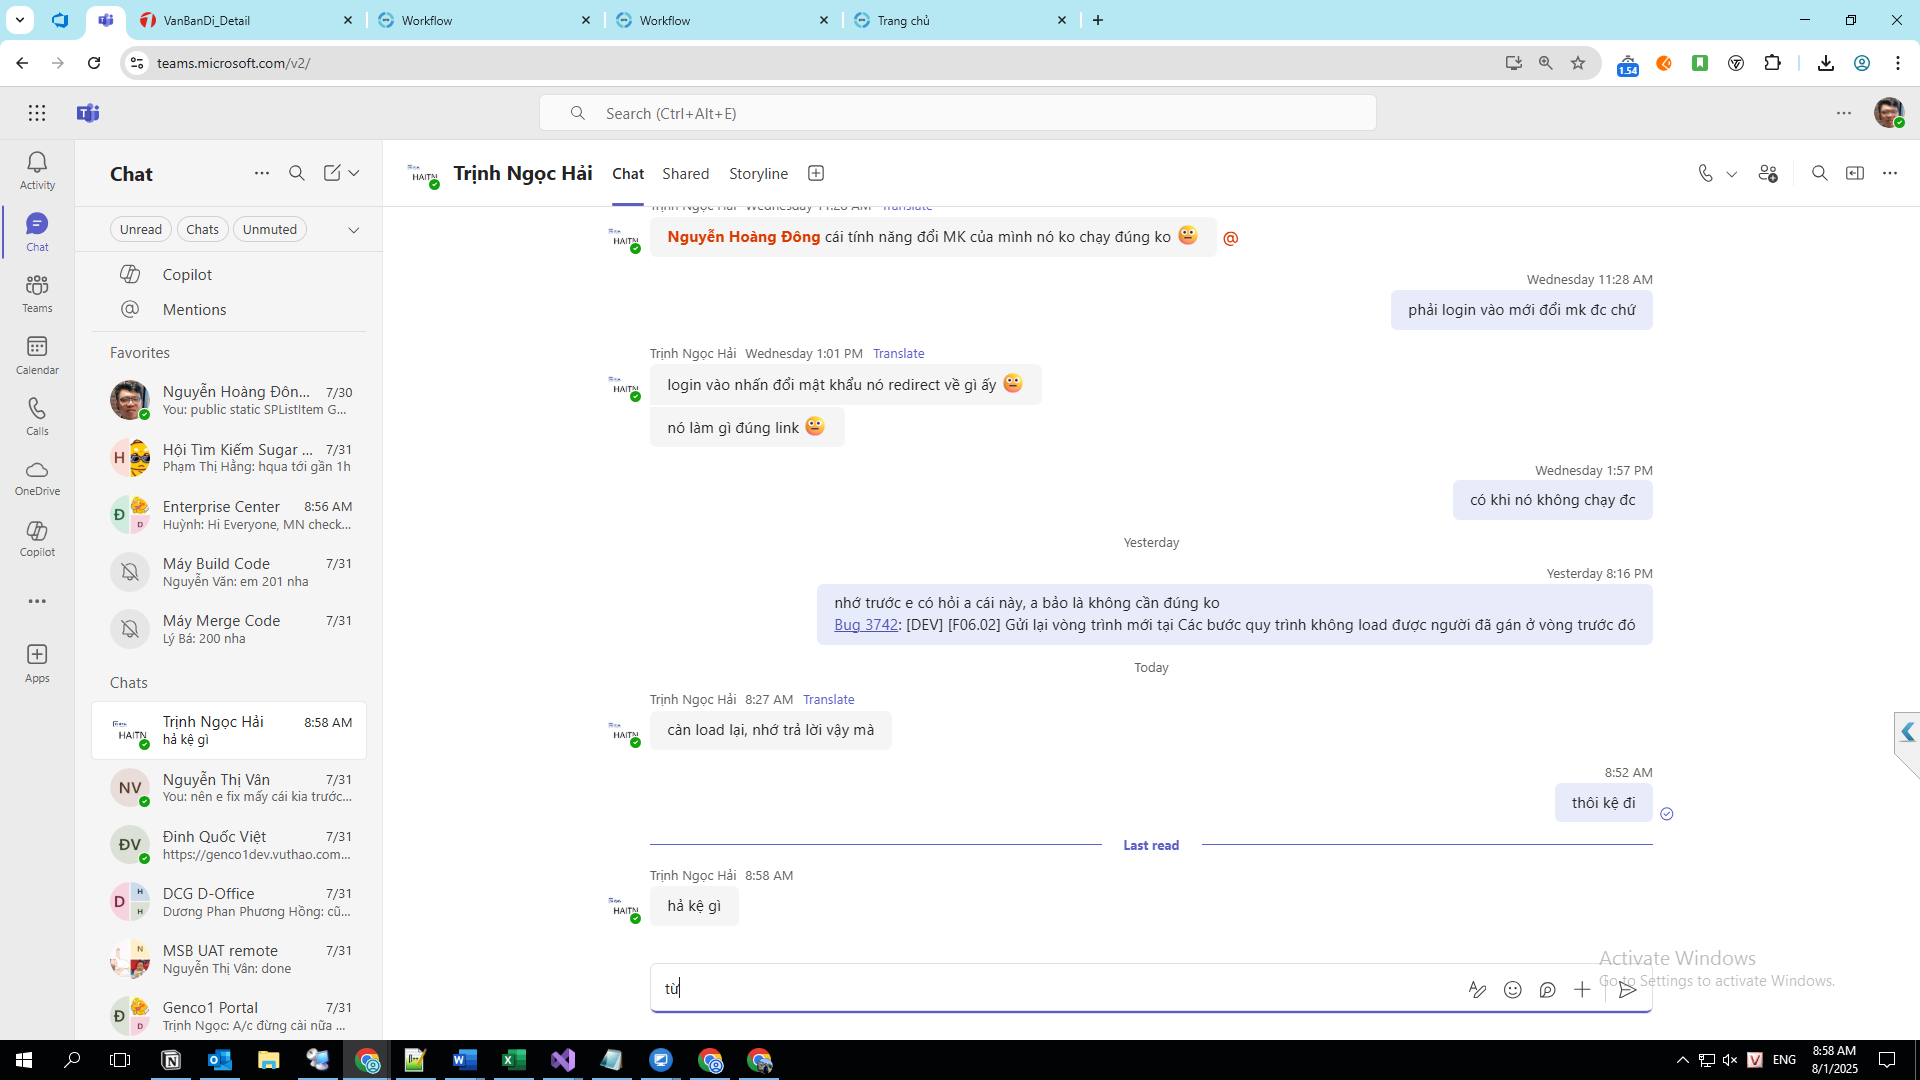 VanBanDi_Detail
Workflow
Workflow
Trang chủ
teams.microsoft.com/v2/
1.54
Search (Ctrl+Alt+E)
Activity
Chat
Teams
Calendar
Calls
OneDrive
Copilot
Apps
Chat
Unread
Chats
Unmuted
Copilot
Mentions
Favorites
Nguyễn Hoàng Đôn... 7/30
You: public static SPListItem G...
Hội Tìm Kiếm Sugar ... 7/31
Phạm Thị Hằng: hqua tới gần 1h
Enterprise Center 8:56 AM
Huỳnh: Hi Everyone, MN check...
Máy Build Code 7/31
Nguyễn Văn: em 201 nha
Máy Merge Code 7/31
Lý Bá: 200 nha
Chats
Trịnh Ngọc Hải 8:58 AM
hả kệ gì
Nguyễn Thị Vân 7/31
You: nên e fix mấy cái kia trước...
Đinh Quốc Việt 7/31
https://genco1dev.vuthao.com...
DCG D-Office 7/31
Dương Phan Phương Hồng: cũ...
MSB UAT remote 7/31
Nguyễn Thị Vân: done
Genco1 Portal 7/31
Trịnh Ngọc: A/c đừng cài nữa ...
HAITN
Trịnh Ngọc Hải
Chat
Shared
Storyline
Trịnh Ngọc Hải Wednesday 11:28 AM Translate
Nguyễn Hoàng Đông cái tính năng đổi MK của mình nó ko chạy đúng ko
Wednesday 11:28 AM
phải login vào mới đổi mk đc chứ
Trịnh Ngọc Hải Wednesday 1:01 PM Translate
login vào nhấn đổi mật khẩu nó redirect về gì ấy
nó làm gì đúng link
Wednesday 1:57 PM
có khi nó không chạy đc
Yesterday
Yesterday 8:16 PM
nhớ trước e có hỏi a cái này, a bảo là không cần đúng ko
Bug 3742: [DEV] [F06.02] Gửi lại vòng trình mới tại Các bước quy trình không load được người đã gán ở vòng trước đó
Today
Trịnh Ngọc Hải 8:27 AM Translate
càn load lại, nhớ trả lời vậy mà
8:52 AM
thôi kệ đi
Last read
Trịnh Ngọc Hải 8:58 AM
hả kệ gì
từ
Activate Windows
Go to Settings to activate Windows.
ENG
8:58 AM
8/1/2025